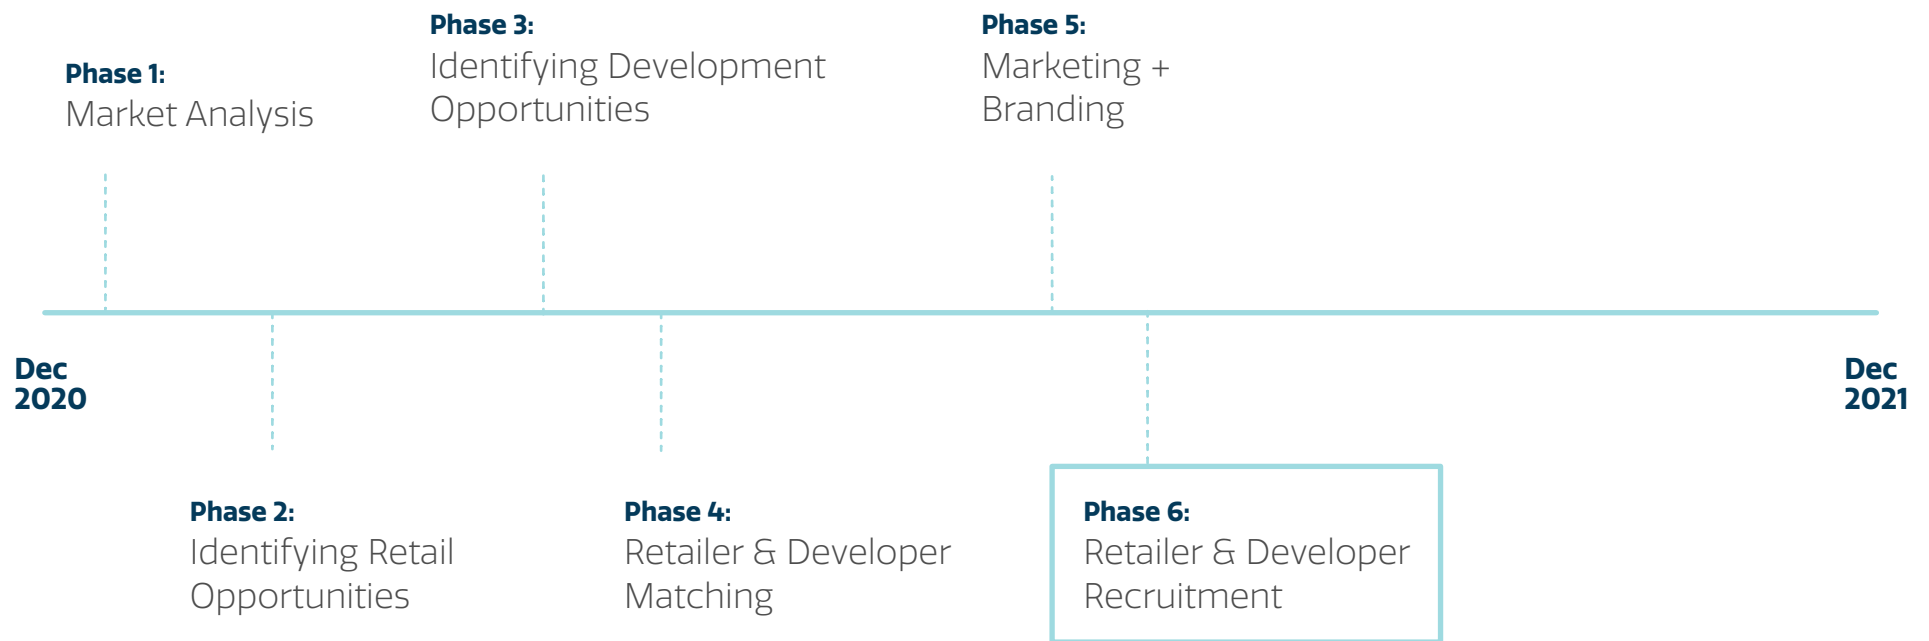 Phase 1:
Market Analysis
Phase 3:
Identifying Development
Opportunities
Phase 5:
Marketing +
Branding
Dec
2020
Dec
2021
Phase 2:
Identifying Retail
Opportunities
Phase 4:
Retailer & Developer
Matching
Phase 6:
Retailer & Developer
Recruitment